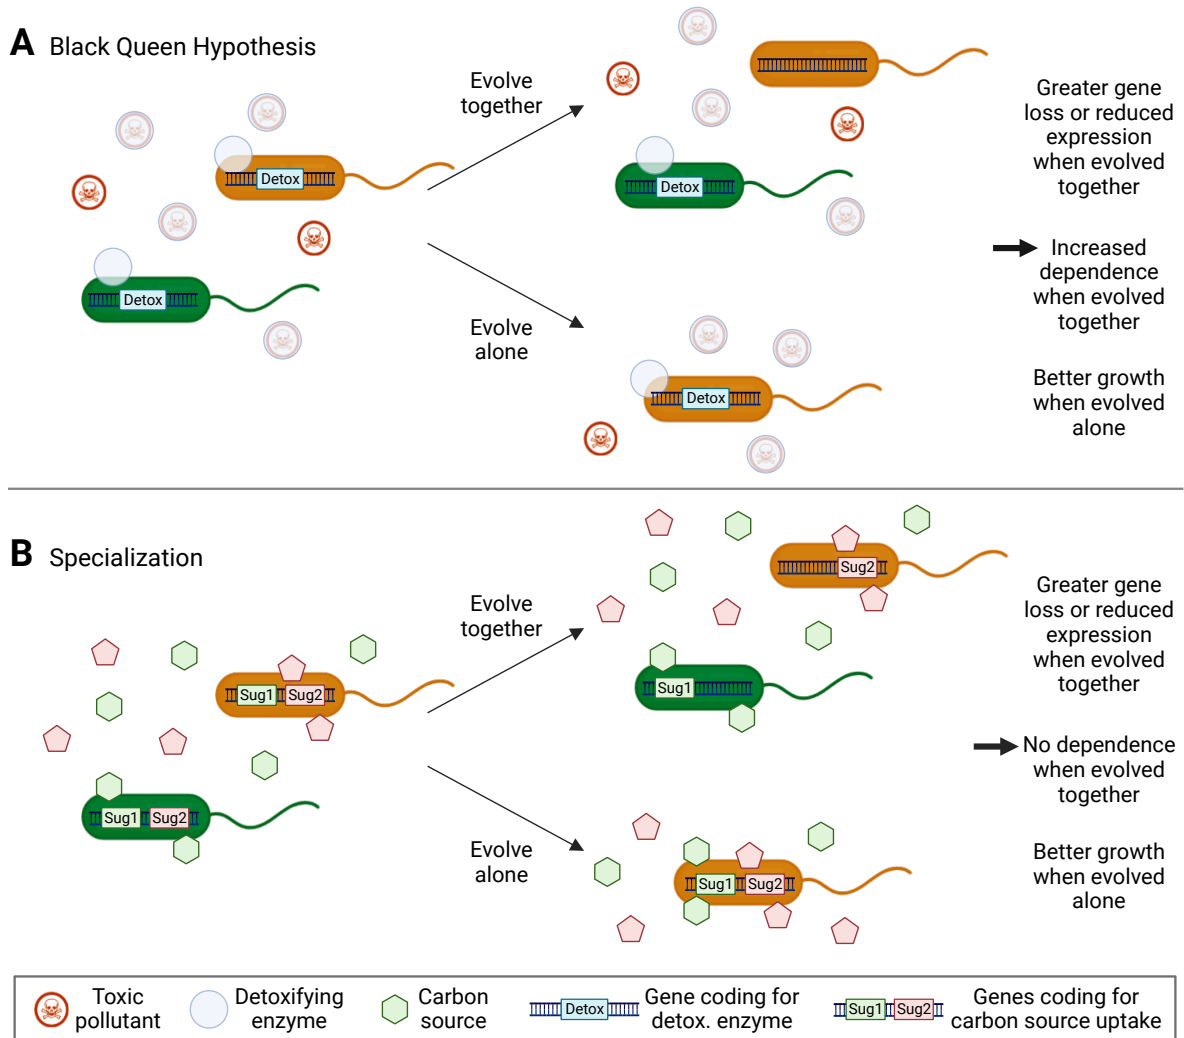 A Black Queen Hypothesis
Evolve
together
Detox
Detox
Evolve
alone
Detox
Detox
Greater gene
loss or reduced
expression
when evolved
together
Increased
dependence
when evolved
together
Better growth
when evolved
alone
B Specialization
Evolve
together
Sug1 Sug2
Sug1 Sug2
Evolve
alone
Sug2
Sug1
Sug1 Sug2
Greater gene
loss or reduced
expression
when evolved
together
No dependence
when evolved
together
Better growth
when evolved
alone
Toxic
pollutant
Detoxifying
enzyme
Carbon
source
Detox
Gene coding for
detox. enzyme
Sug1 Sug2
Genes coding for
carbon source uptake